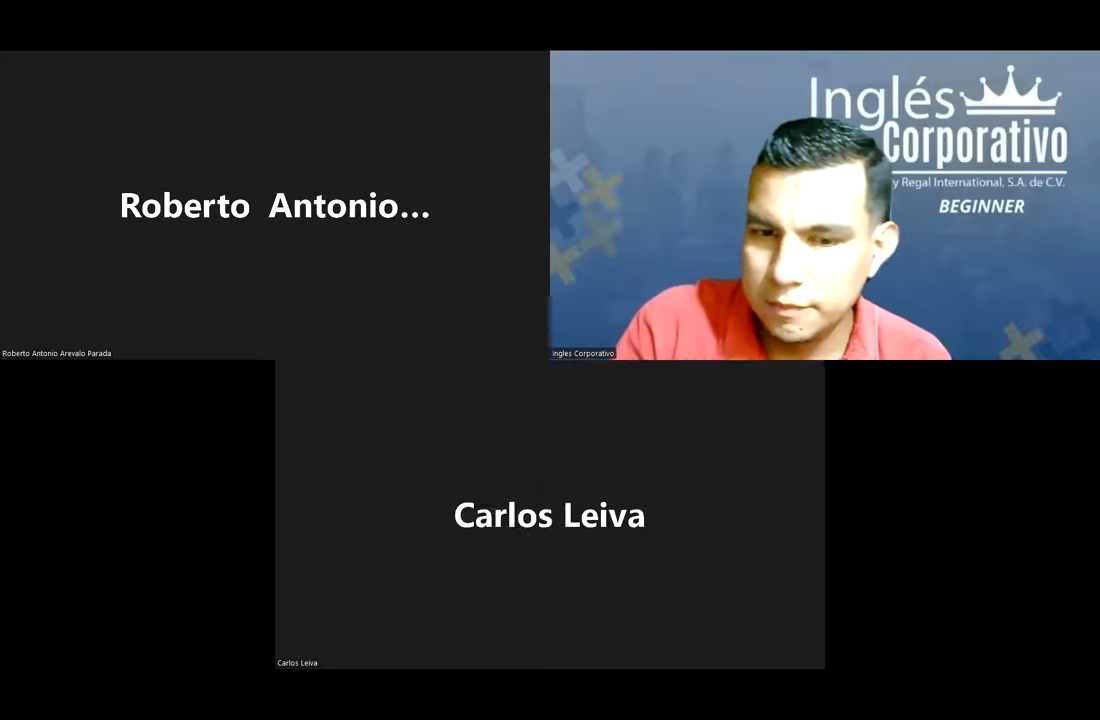 Roberto Antonio...
Roberto Antonio Arevalo Parada
Inglés
Corporativo
y Regal International, S.A. de C.V.
BEGINNER
Ingles Corporativo
Carlos Leiva
Carlos Leiva